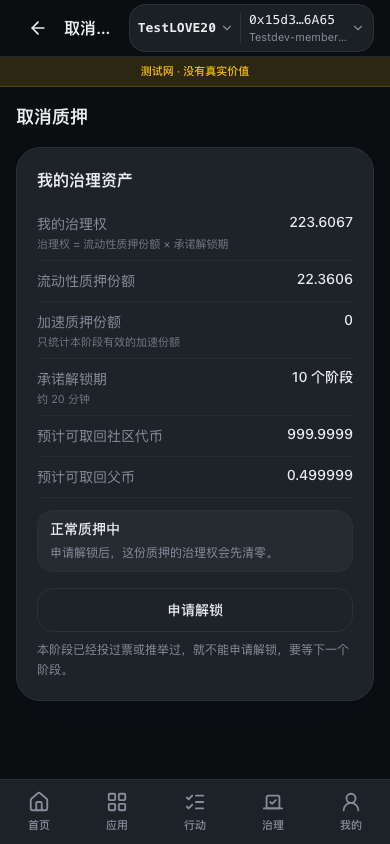 取消...
TestLOVE20
0x15d3…6A65
Testdev-member...
测试网 · 没有真实价值
取消质押
我的治理资产
我的治理权
223.6067
治理权 = 流动性质押份额 × 承诺解锁期
流动性质押份额
22.3606
加速质押份额
0
只统计本阶段有效的加速份额
承诺解锁期
10 个阶段
约 20 分钟
预计可取回社区代币
999.9999
预计可取回父币
0.499999
正常质押中
申请解锁后，这份质押的治理权会先清零。
申请解锁
本阶段已经投过票或推举过，就不能申请解锁，要等下一个
阶段。
首页
应用
行动
治理
我的